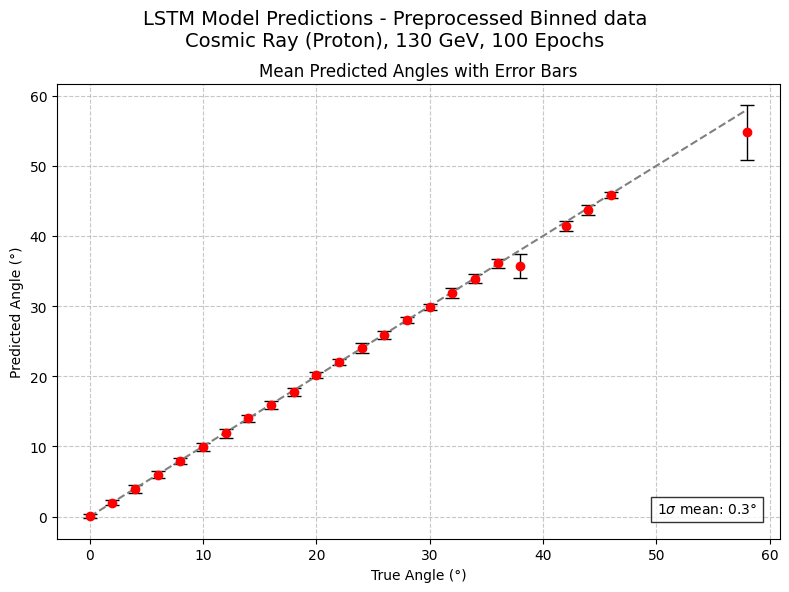 LSTM Model Predictions - Preprocessed Binned data
Cosmic Ray (Proton), 130 GeV, 100 Epochs
Mean Predicted Angles with Error Bars
60
50
40
30
20
10
0
Predicted Angle (°)
1σ mean: 0.3°
0 10 20 30 40 50 60
True Angle (°)